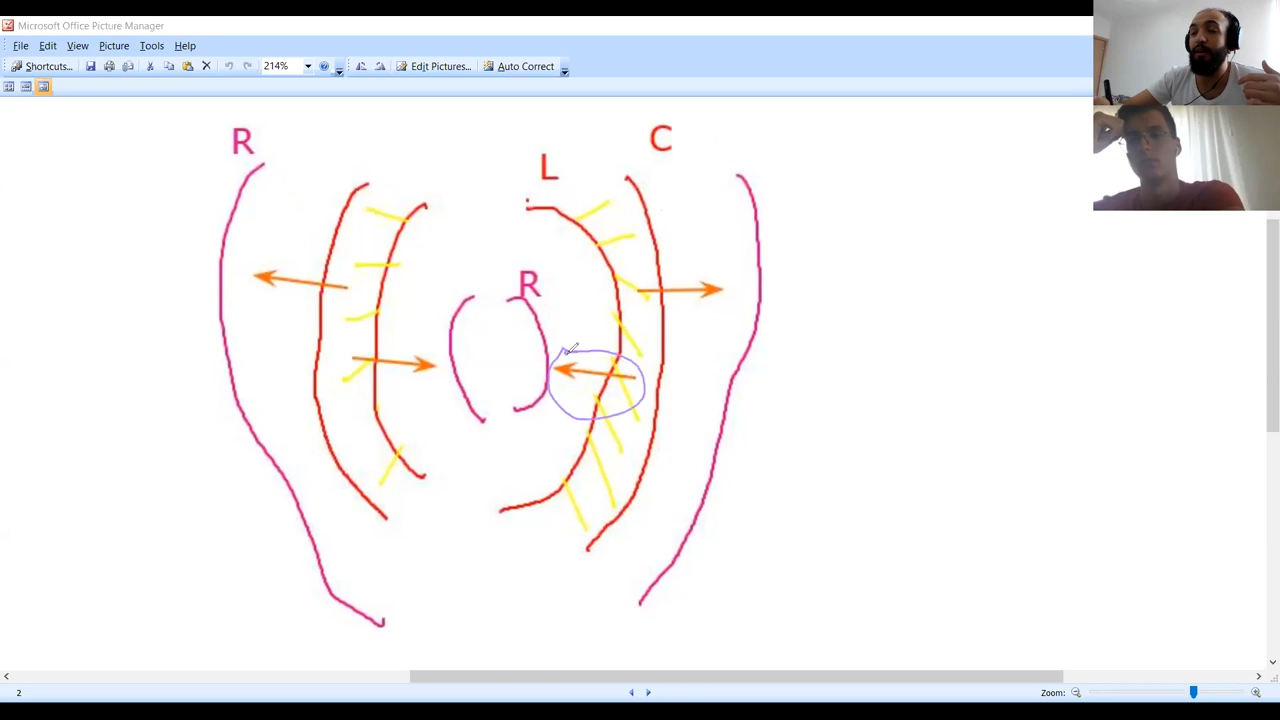 Microsoft Office Picture Manager
File Edit View Picture Tools Help
Shortcuts... 214% Edit Pictures... Auto Correct
R
C
L
R
2
Zoom: